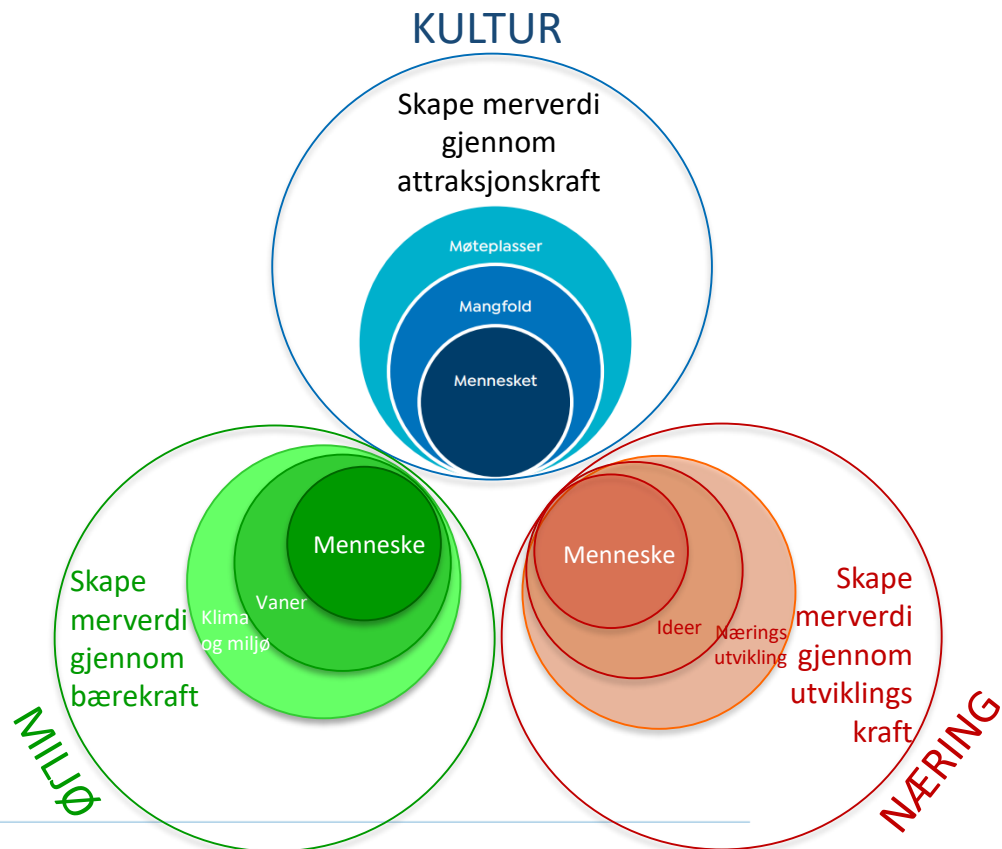 KULTUR
Skape merverdi
gjennom
attraksjonskraft
Møteplasser
Mangfold
Mennesket
Menneske
Vaner
Klima
og miljø
Skape
merverdi
gjennom
bærekraft
MILJØ
Menneske
Ideer
Nærings
utvikling
Skape
merverdi
gjennom
utviklings
kraft
NÆRING